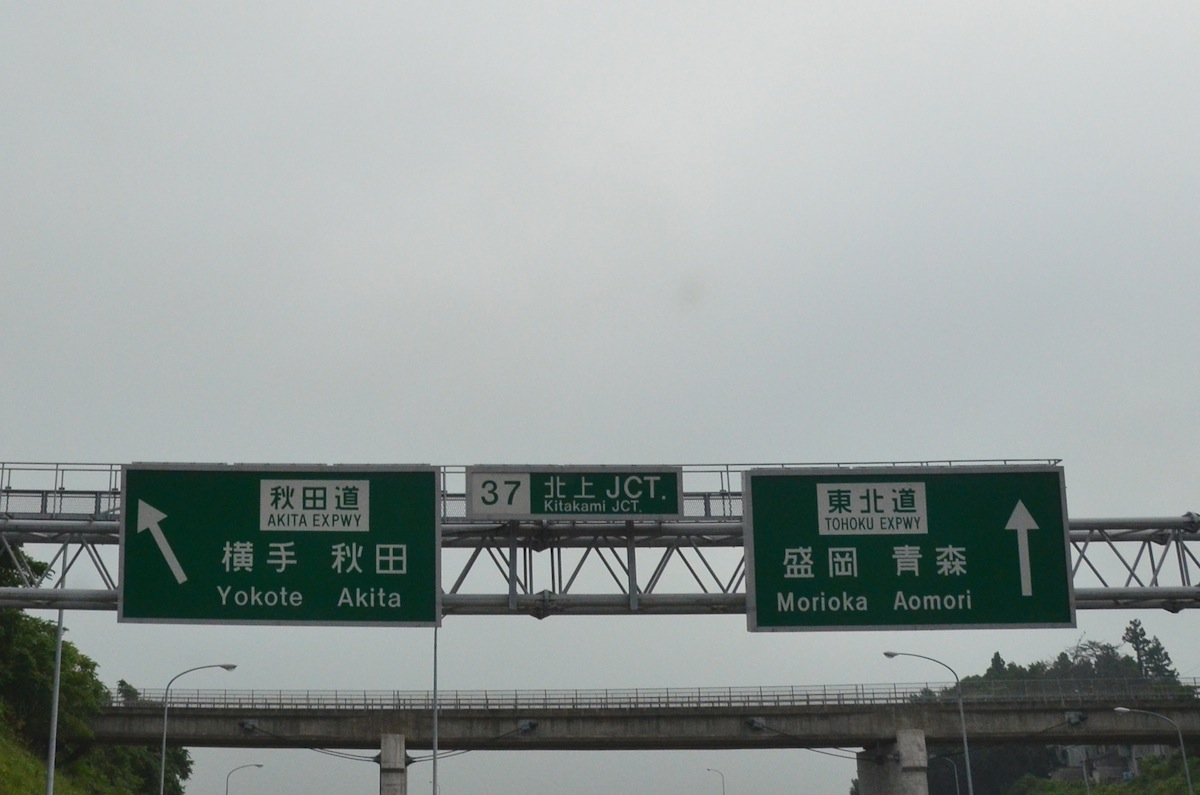 秋田道
AKITA EXPWY
横手 秋田
Yokote Akita
37 北上 JCT.
Kitakami JCT.
東北道
TOHOKU EXPWY
盛岡 青森
Morioka Aomori